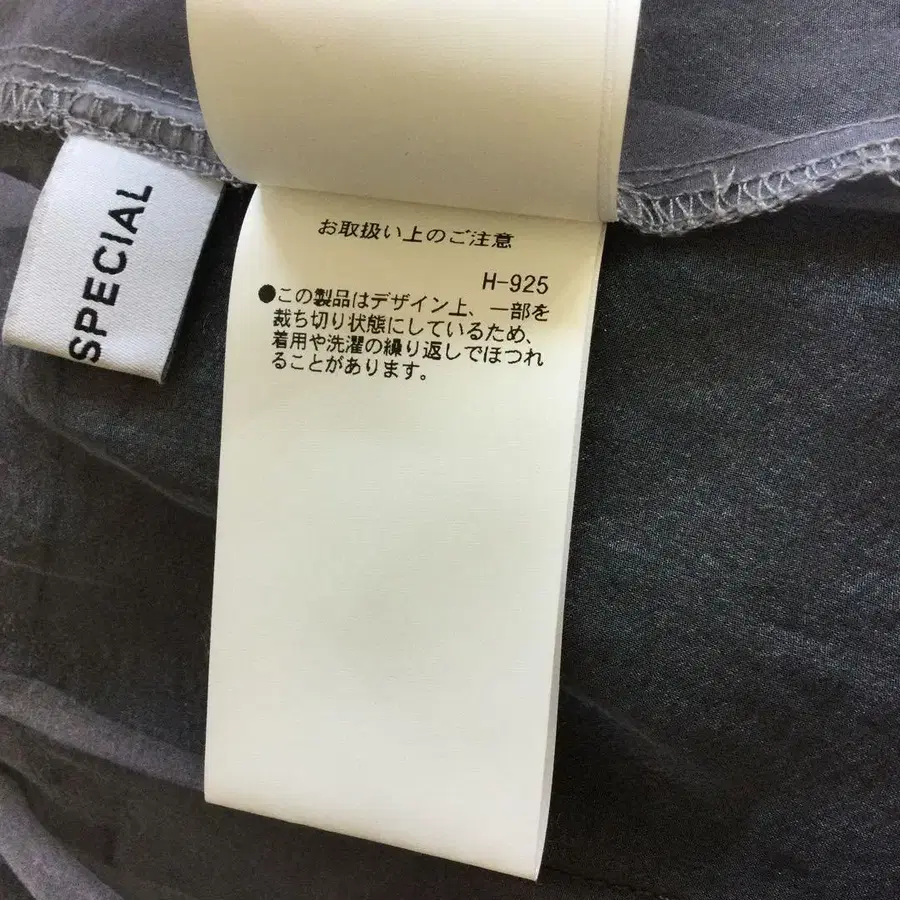 SPECIAL
お取扱い上のご注意
H-925
●この製品はデザイン上、一部を
裁ち切り状態にしているため、
着用や洗濯の繰り返しでほつれ
ることがあります。